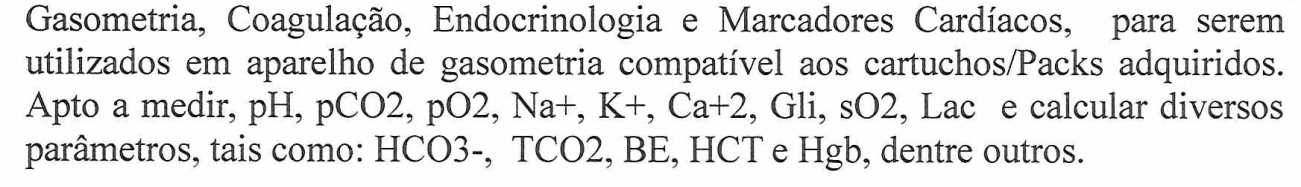 Gasometria, Coagulação, Endocrinologia e Marcadores Cardíacos, para serem
utilizados em aparelho de gasometria compatível aos cartuchos/Packs adquiridos.
Apto a medir, pH, pCO2, pO2, Na+, K+, Ca+2, Gli, sO2, Lac e calcular diversos
parâmetros, tais como: HCO3-, TCO2, BE, HCT e Hgb, dentre outros.